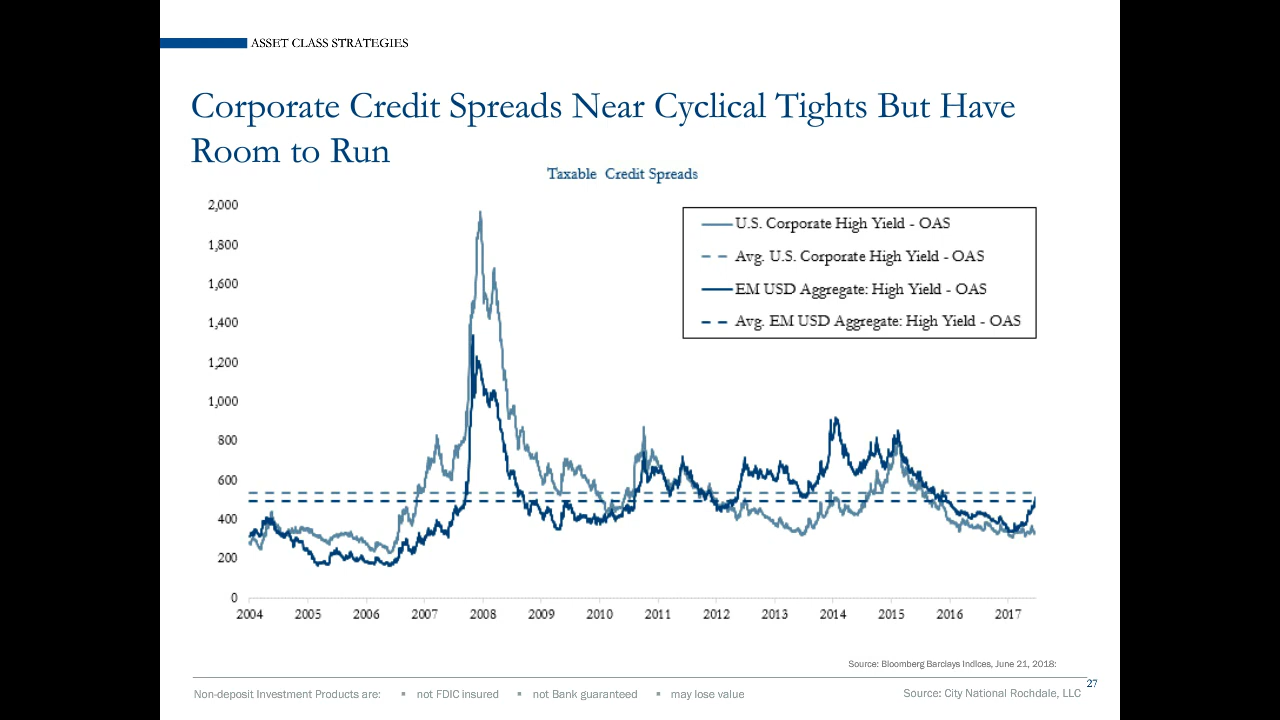 ASSET CLASS STRATEGIES
Corporate Credit Spreads Near Cyclical Tights But Have
Room to Run
Taxable Credit Spreads
2,000
1,800
1,600
1,400
1,200
1,000
800
600
400
200
0
U.S. Corporate High Yield - OAS
Avg. U.S. Corporate High Yield - OAS
EM USD Aggregate: High Yield - OAS
Avg. EM USD Aggregate: High Yield - OAS
2004 2005 2006 2007 2008 2009 2010 2011 2012 2013 2014 2015 2016 2017
Source: Bloomberg Barclays Indices, June 21, 2018:
Non-deposit Investment Products are: ▪ not FDIC insured ▪ not Bank guaranteed ▪ may lose value
Source: City National Rochdale, LLC 27